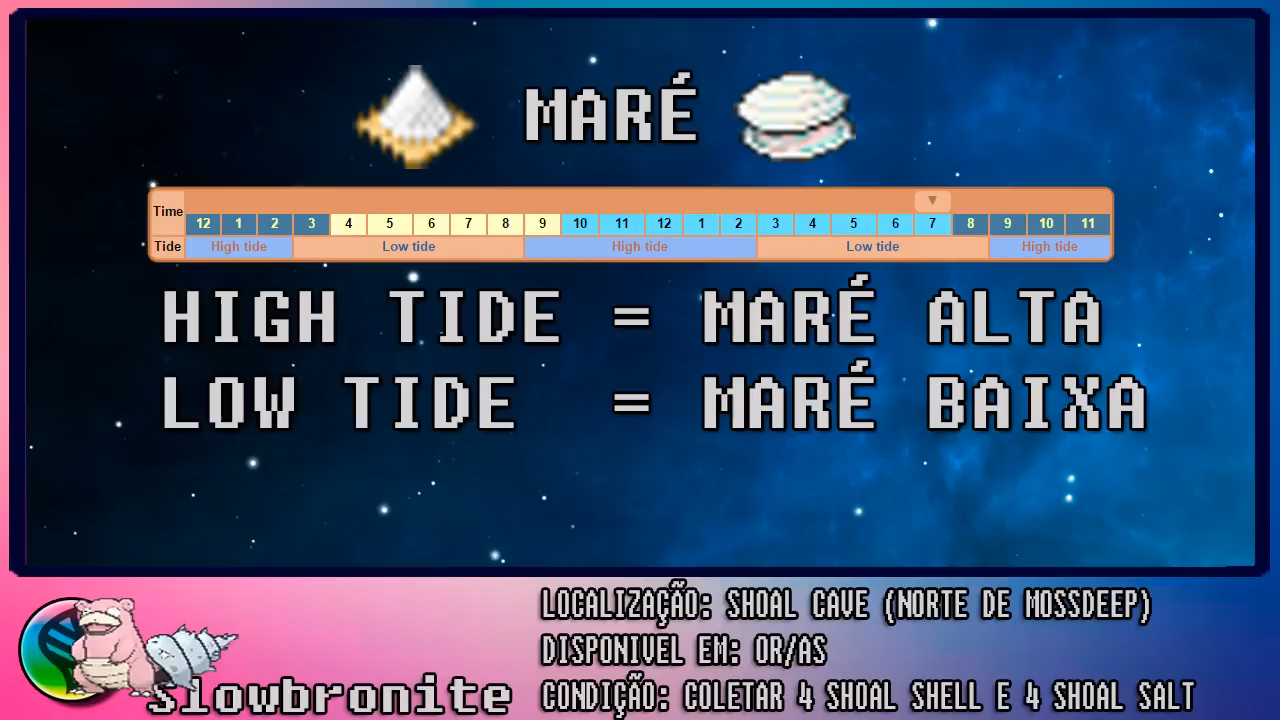 MARÉ
▼
Time 12 1 2 3 4 5 6 7 8 9 10 11 12 1 2 3 4 5 6 7 8 9 10 11
Tide High tide Low tide High tide Low tide High tide
HIGH TIDE = MARÉ ALTA
LOW TIDE = MARÉ BAIXA
LOCALIZAÇÃO: SHOAL CAVE (NORTE DE MOSSDEEP)
DISPONIVEL EM: OR/AS
CONDIÇÃO: COLETAR 4 SHOAL SHELL E 4 SHOAL SALT
slowbronite